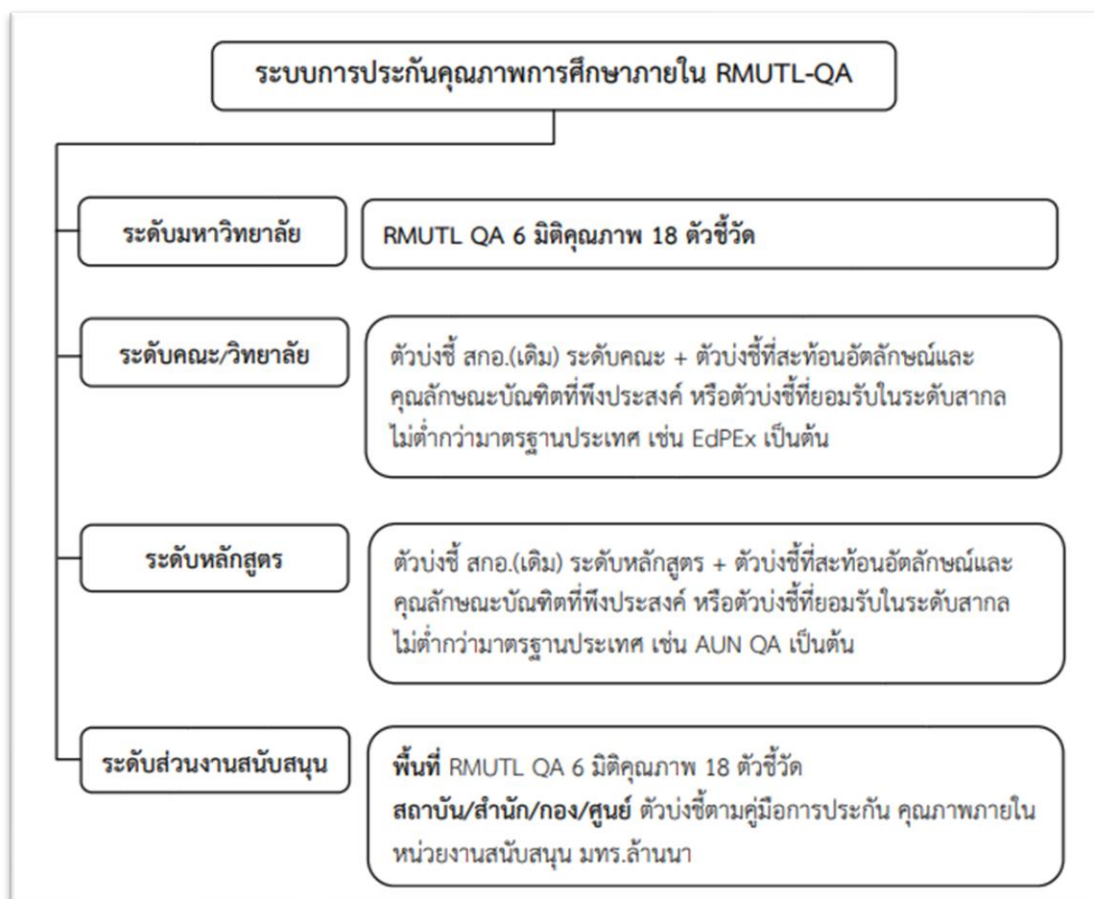 ระบบการประกันคุณภาพการศึกษาภายใน RMUTL-QA
ระดับมหาวิทยาลัย
RMUTL QA 6 มิติคุณภาพ 18 ตัวชี้วัด
ระดับคณะ/วิทยาลัย
ตัวบ่งชี้ สกอ.(เดิม) ระดับคณะ + ตัวบ่งชี้ที่สะท้อนอัตลักษณ์และ
คุณลักษณะบัณฑิตที่พึงประสงค์ หรือตัวบ่งชี้ที่ยอมรับในระดับสากล
ไม่ต่ำกว่ามาตรฐานประเทศ เช่น EdPEx เป็นต้น
ระดับหลักสูตร
ตัวบ่งชี้ สกอ.(เดิม) ระดับหลักสูตร + ตัวบ่งชี้ที่สะท้อนอัตลักษณ์และ
คุณลักษณะบัณฑิตที่พึงประสงค์ หรือตัวบ่งชี้ที่ยอมรับในระดับสากล
ไม่ต่ำกว่ามาตรฐานประเทศ เช่น AUN QA เป็นต้น
ระดับส่วนงานสนับสนุน
พื้นที่ RMUTL QA 6 มิติคุณภาพ 18 ตัวชี้วัด
สถาบัน/สำนัก/กอง/ศูนย์ ตัวบ่งชี้ตามคู่มือการประกัน คุณภาพภายใน
หน่วยงานสนับสนุน มทร.ล้านนา